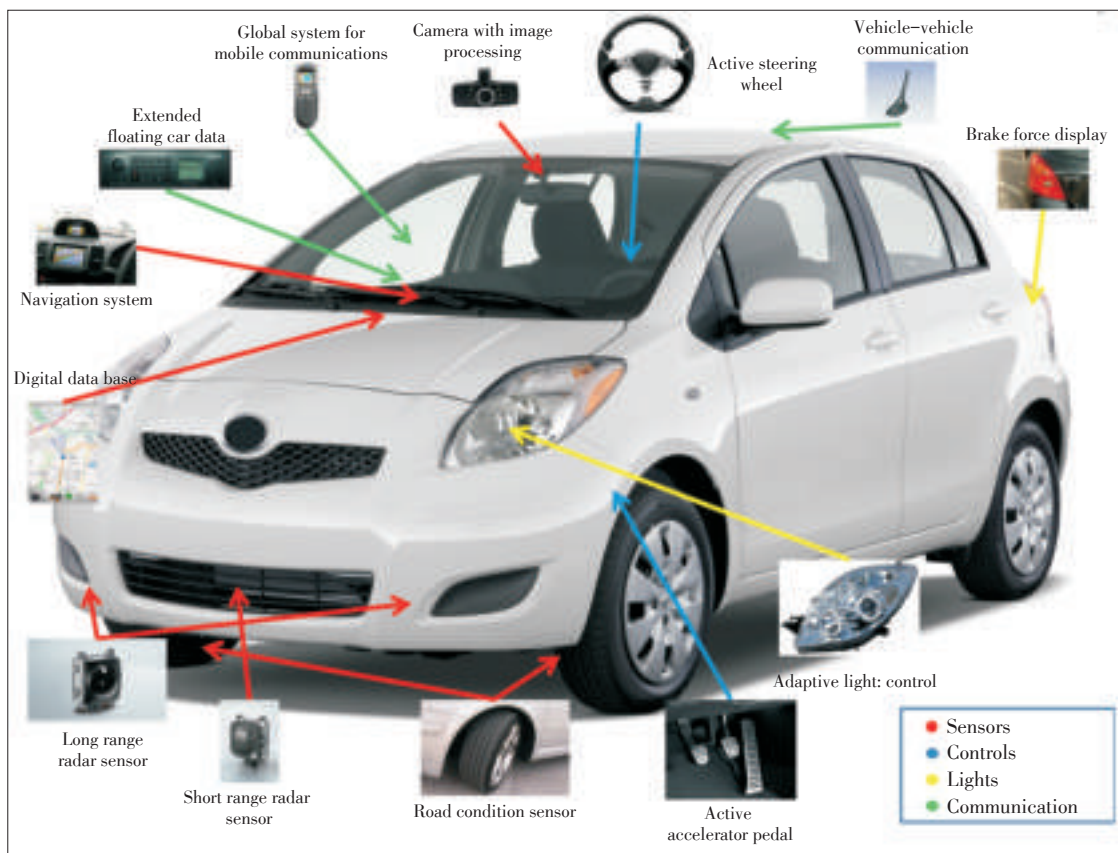 Global system for
mobile communications
Camera with image
processing
Active steering
wheel
Vehicle-vehicle
communication
Extended
floating car data
Brake force display
Navigation system
Digital data base
Adaptive light: control
Long range
radar sensor
Short range radar
sensor
Road condition sensor
Active
accelerator pedal
Sensors
Controls
Lights
Communication